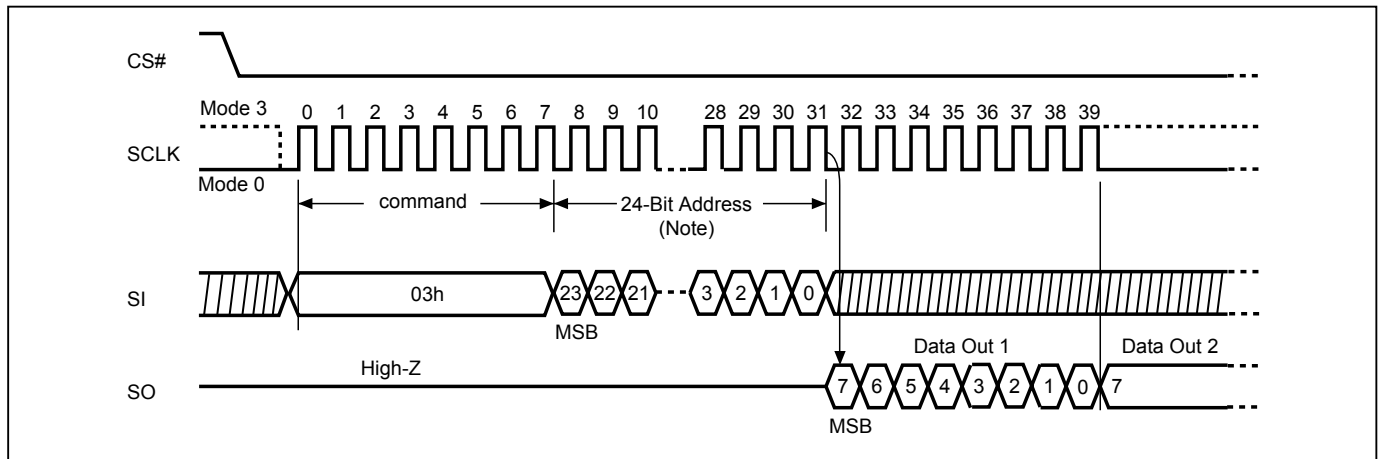 CS#
Mode 3
0 1 2 3 4 5 6 7 8 9 10 28 29 30 31 32 33 34 35 36 37 38 39
SCLK
Mode 0
command
24-Bit Address
(Note)
SI
03h
23 22 21 3 2 1 0
MSB
Data Out 1
Data Out 2
High-Z
SO
7 6 5 4 3 2 1 0 7
MSB